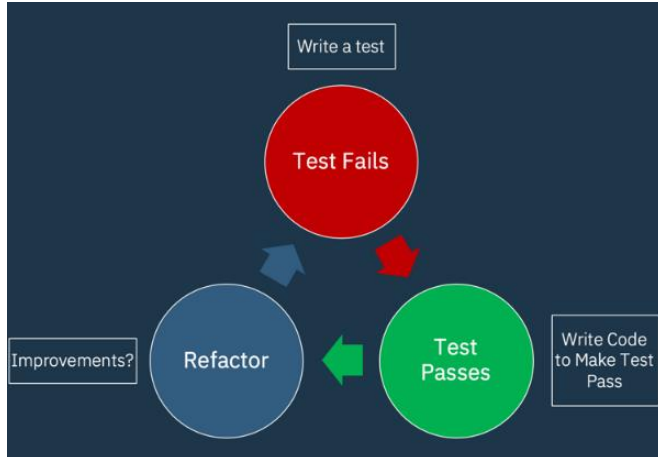 Write a test
Test Fails
Improvements?
Refactor
Test
Passes
Write Code
to Make Test
Pass